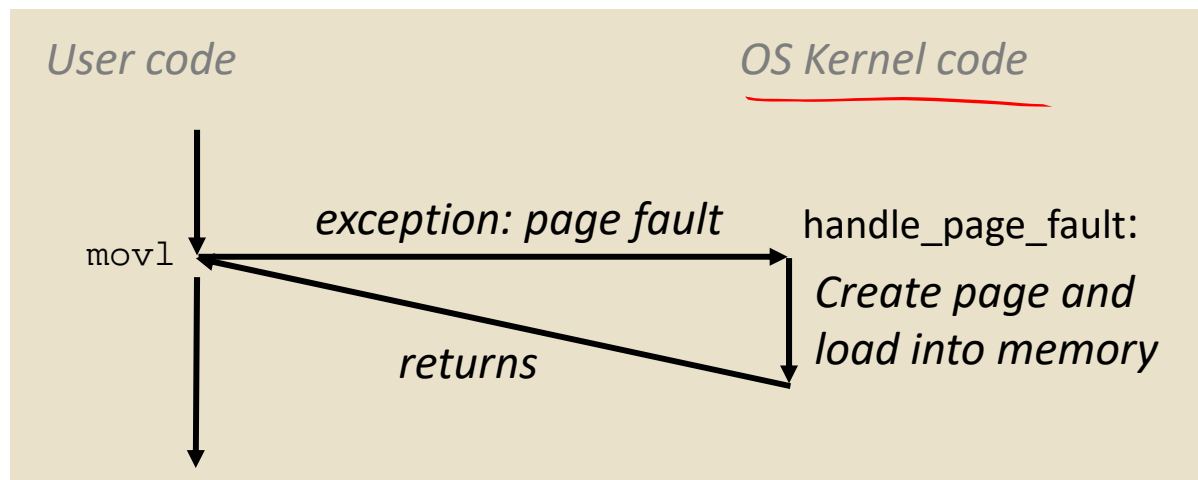 User code
OS Kernel code
exception: page fault
handle_page_fault:
movl
Create page and
load into memory
returns